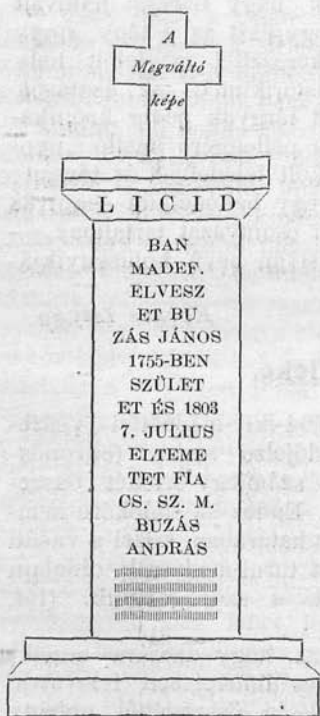 A
Megváltó
képe
L I C I D
BAN
MADEF.
ELVESZ
ET BU
ZÁS JÁNOS
1755-BEN
SZÜLET
ET ÉS 1803
7. JULIUS
ELTEME
TET FIA
CS. SZ. M.
BUZÁS
ANDRÁS